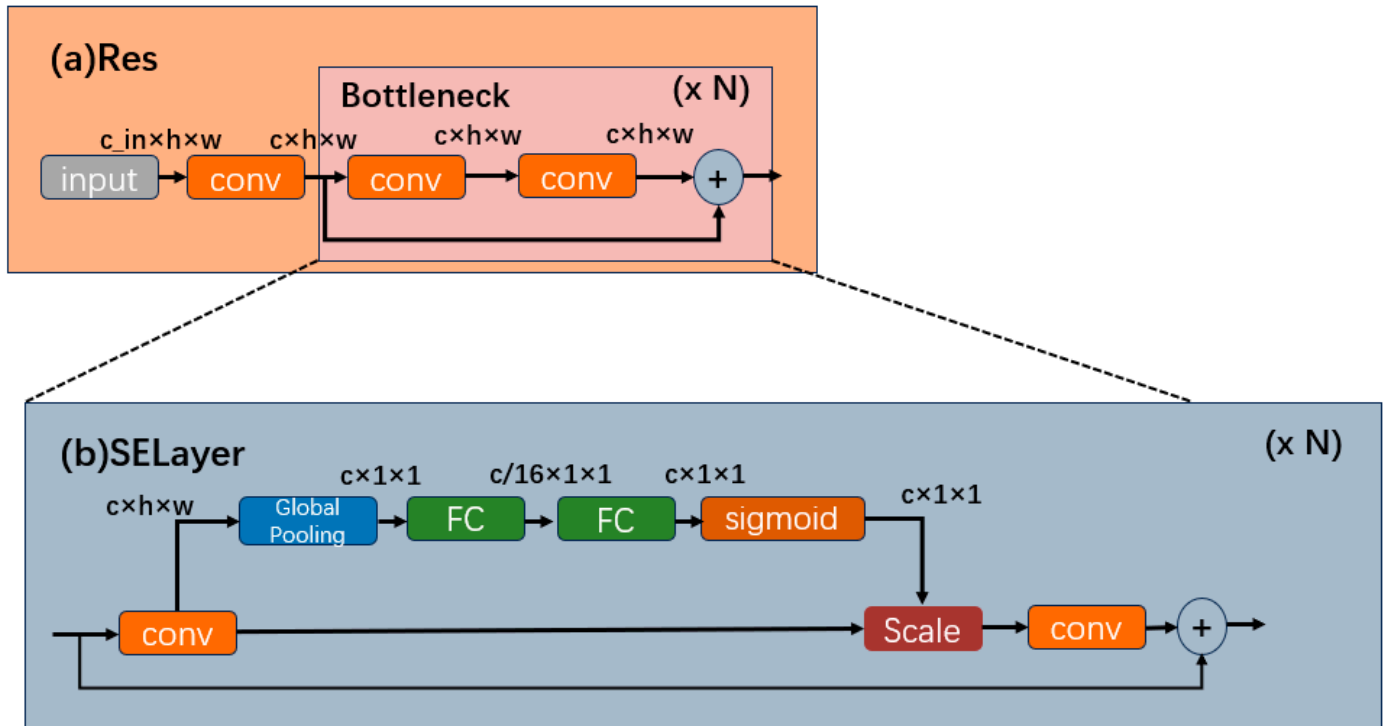 (a)Res
Bottleneck
(x N)
c_in×h×w
c×h×w
c×h×w
c×h×w
input
conv
conv
conv
+
(b)SELayer
(x N)
c×h×w
c×1×1
c/16×1×1
c×1×1
c×1×1
Global
Pooling
FC
FC
sigmoid
conv
Scale
conv
+